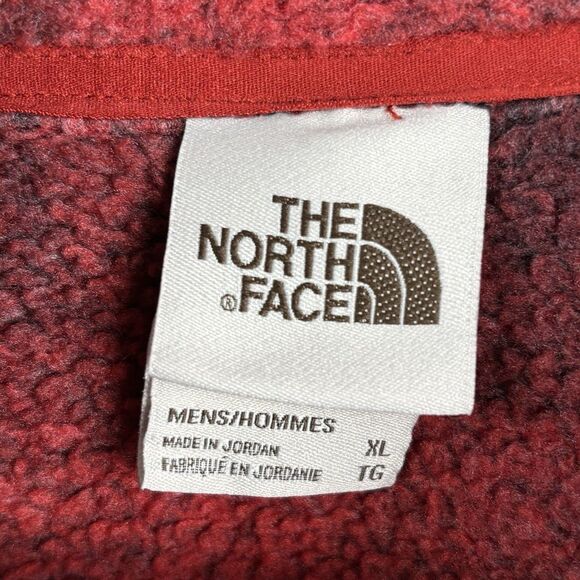 THE
NORTH
® FACE
MENS/HOMMES
MADE IN JORDAN XL
FABRIQUÉ EN JORDANIE TG